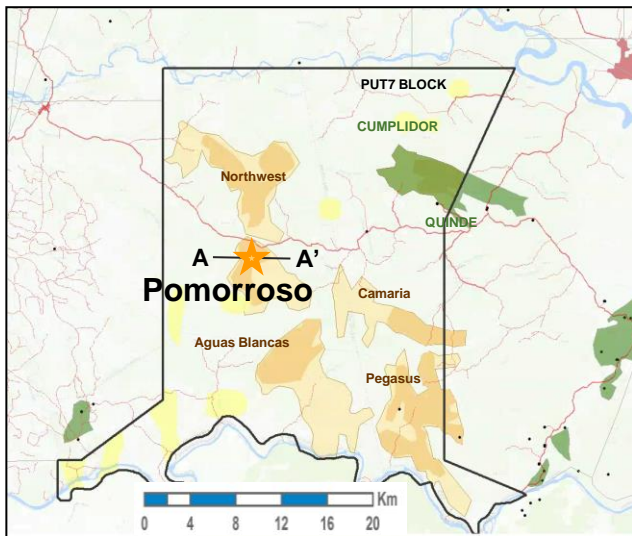 PUT7 BLOCK
CUMPLIDOR
Northwest
QUINDE
A A'
Pomorroso
Camaria
Aguas Blancas
Pegasus
Km
0 4 8 12 16 20